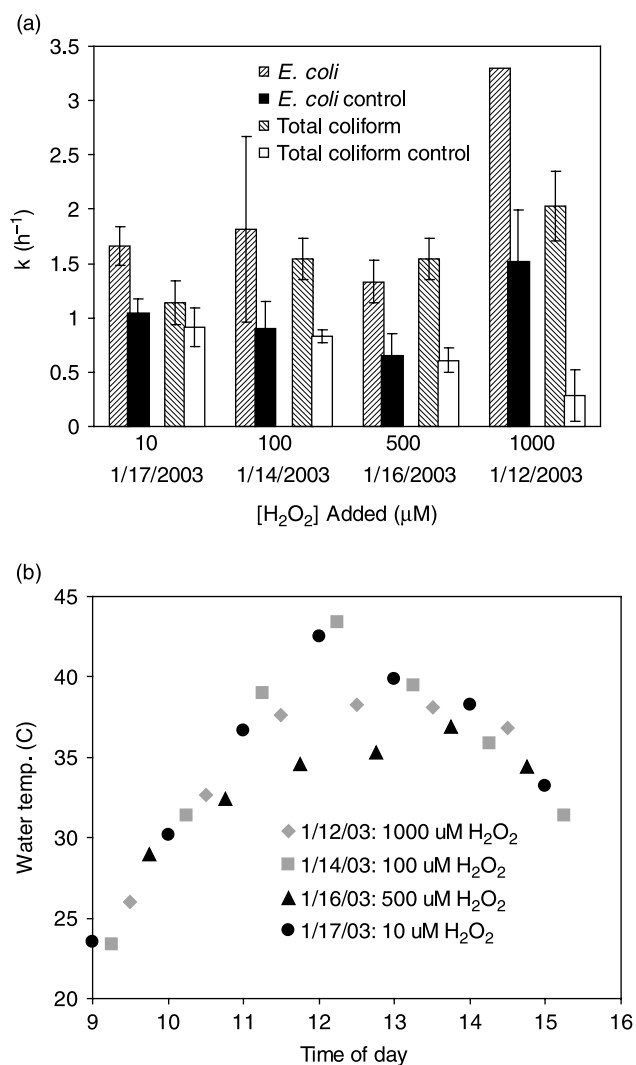 (a)
3.5
3
2.5
2
1.5
1
0.5
0
k (h⁻¹)
E. coli
E. coli control
Total coliform
Total coliform control
10 100 500 1000
1/17/2003 1/14/2003 1/16/2003 1/12/2003
[H₂O₂] Added (μM)
(b)
45
40
35
30
25
20
Water temp. (C)
1/12/03: 1000 uM H₂O₂
1/14/03: 100 uM H₂O₂
1/16/03: 500 uM H₂O₂
1/17/03: 10 uM H₂O₂
9 10 11 12 13 14 15 16
Time of day